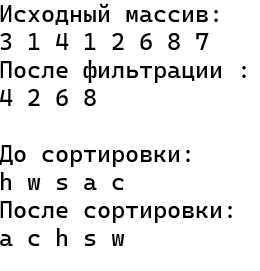 Исходный массив:
3 1 4 1 2 6 8 7
После фильтрации :
4 2 6 8
До сортировки:
h w s a c
После сортировки:
a c h s w